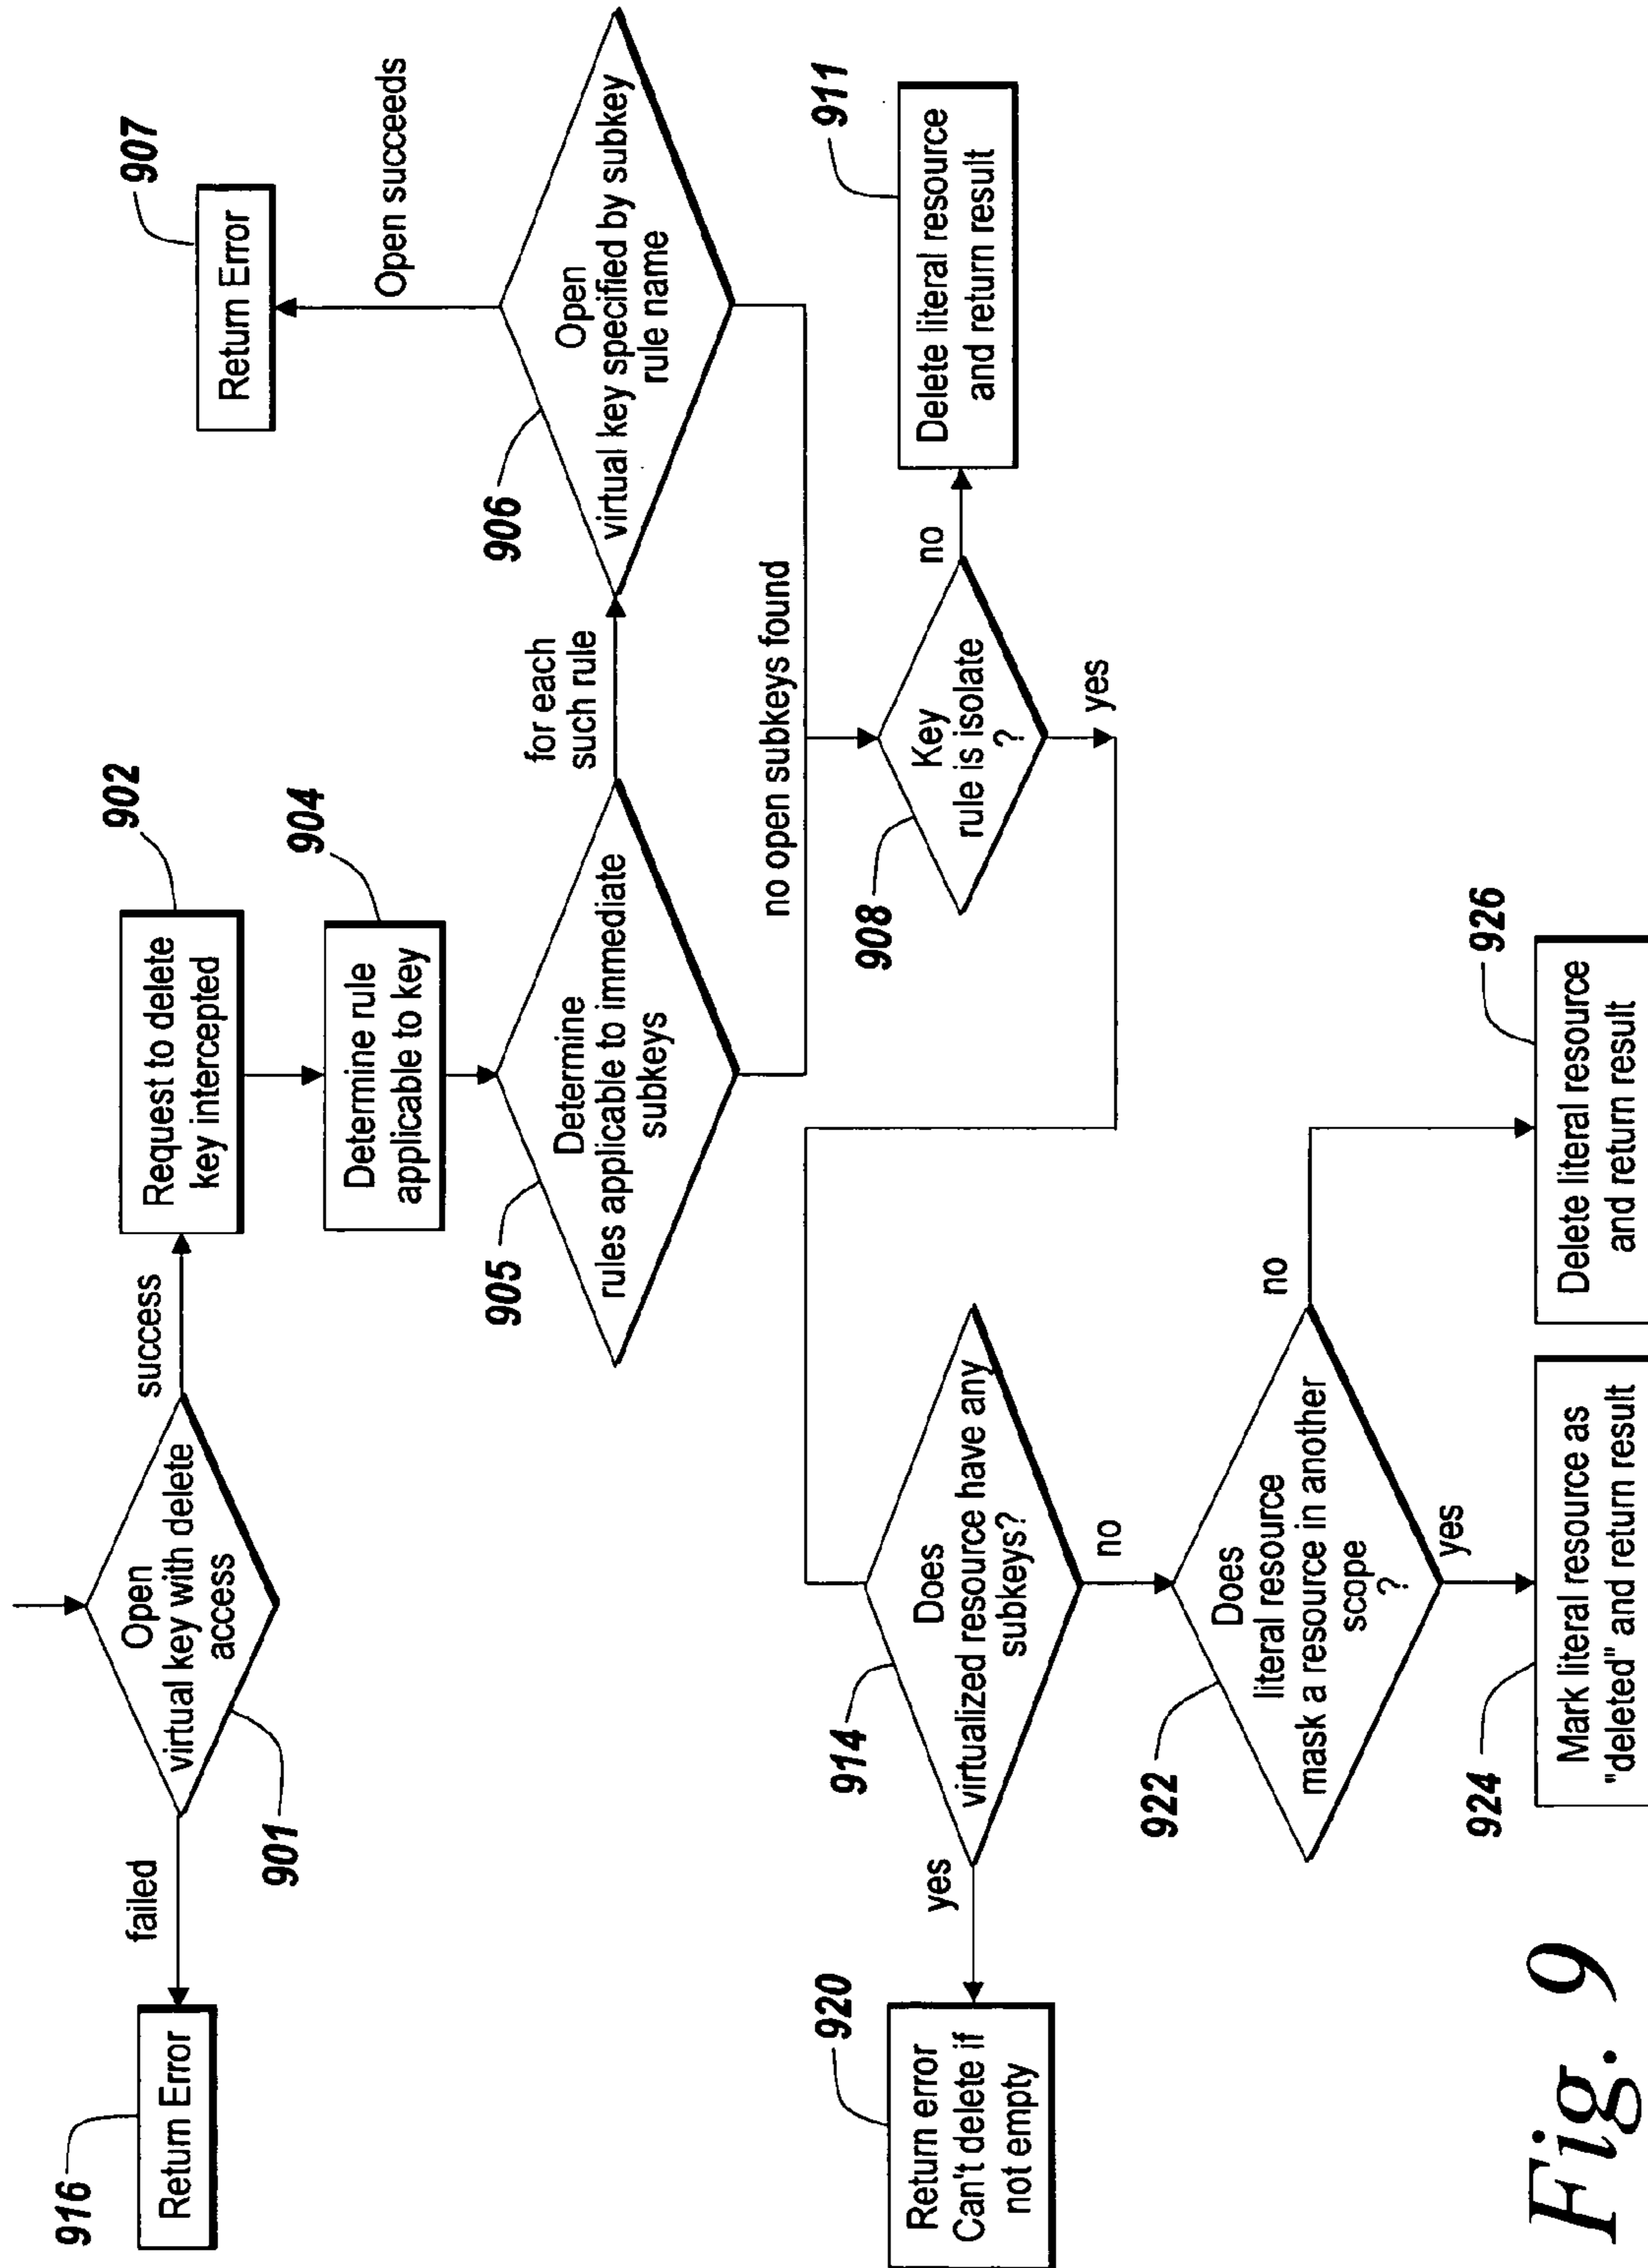 916
Return Error
failed
Open
virtual key with delete
access
901
success
Request to delete
key intercepted
902
Determine rule
applicable to key
904
Determine
rules applicable to immediate
subkeys
905
for each
such rule
Open
virtual key specified by subkey
rule name
906
Open succeeds
Return Error
907
no open subkeys found
Key
rule is isolate
?
908
no
Delete literal resource
and return result
911
yes
Does
virtualized resource have any
subkeys?
914
yes
Return error
Can't delete if
not empty
920
no
Does
literal resource
mask a resource in another
scope
?
922
yes
Mark literal resource as
"deleted" and return result
924
no
Delete literal resource
and return result
926
Fig. 9